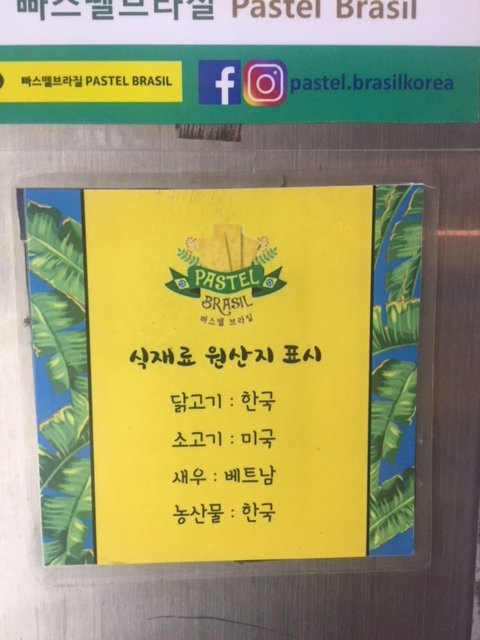 빠스뗄브라질 Pastel Brasil
빠스뗄브라질 PASTEL BRASIL
pastel.brasilkorea
PASTEL
BRASIL
빠스뗄 브라질
식재료 원산지 표시
닭고기 : 한국
소고기 : 미국
새우 : 베트남
농산물 : 한국